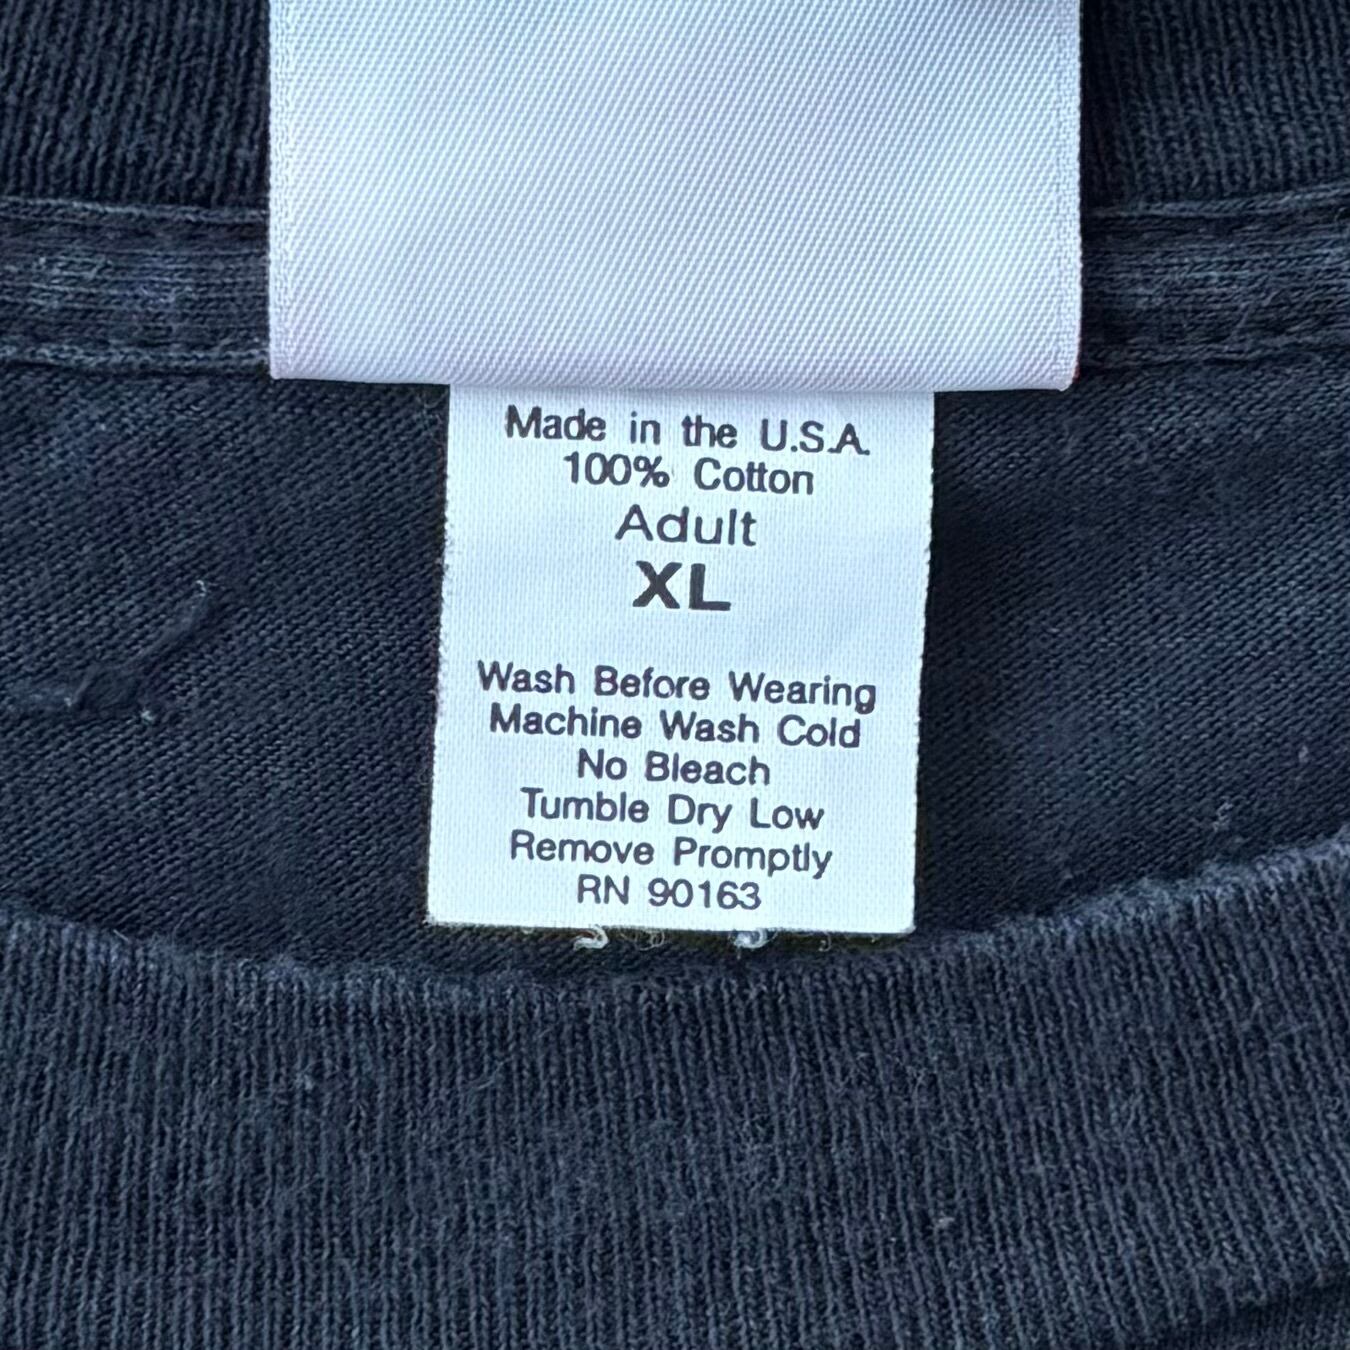 Made in the U.S.A.
100% Cotton
Adult
XL
Wash Before Wearing
Machine Wash Cold
No Bleach
Tumble Dry Low
Remove Promptly
RN 90163